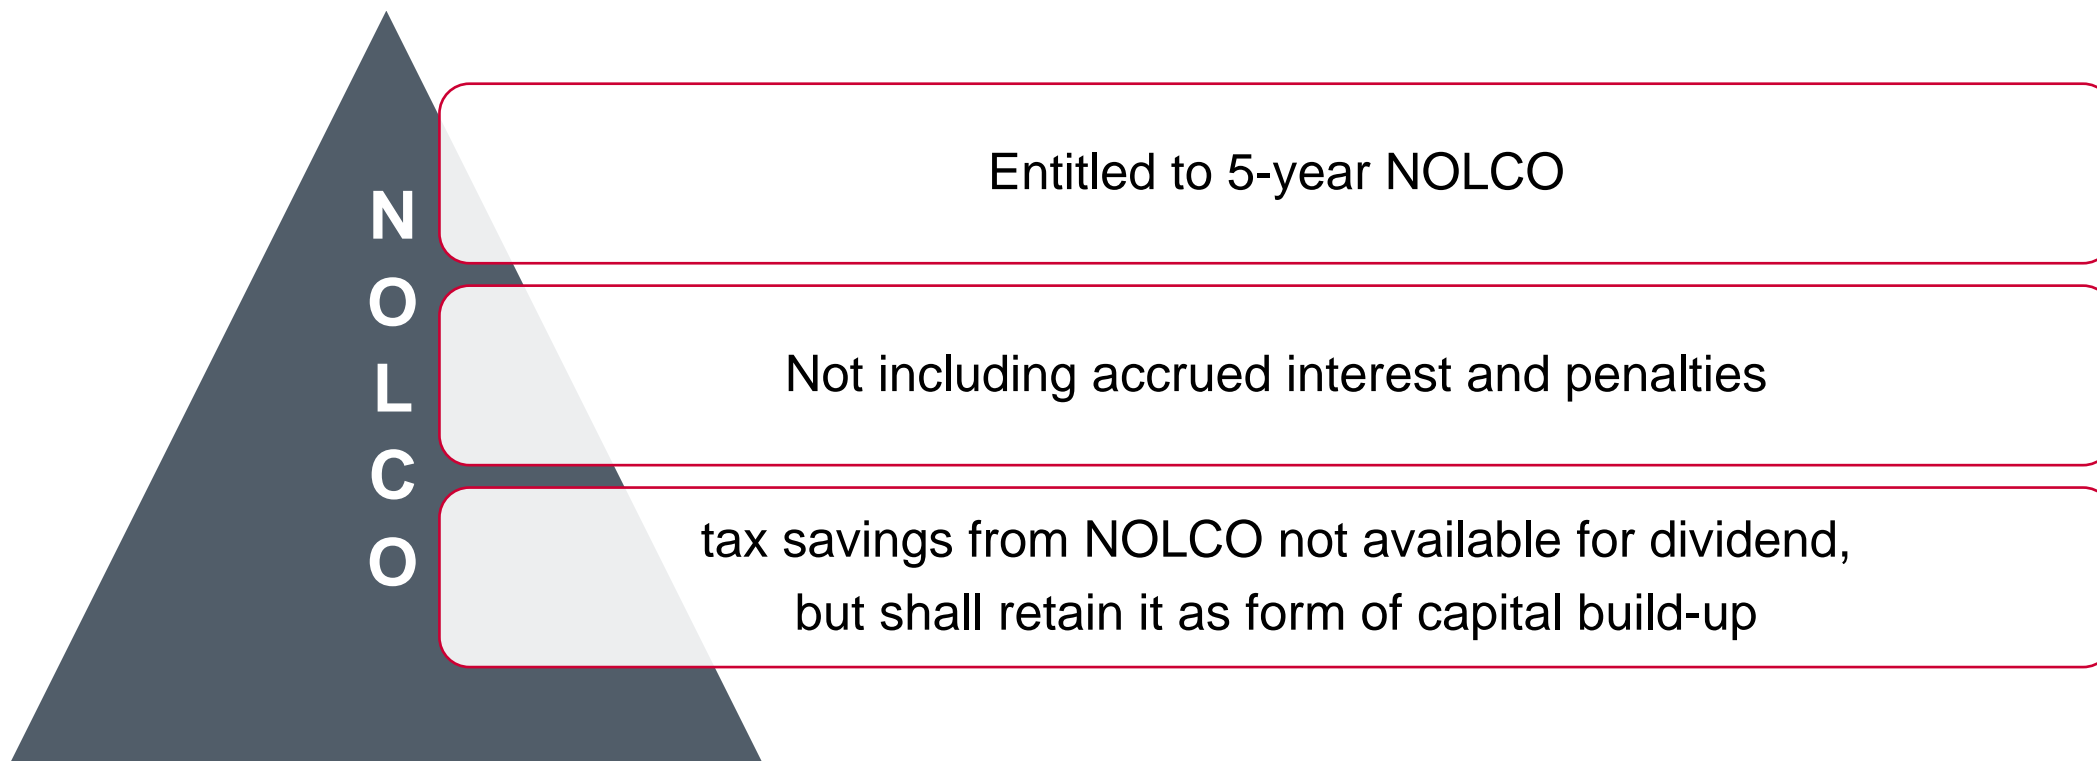 N
O
L
C
O
Entitled to 5-year NOLCO
Not including accrued interest and penalties
tax savings from NOLCO not available for dividend,
but shall retain it as form of capital build-up